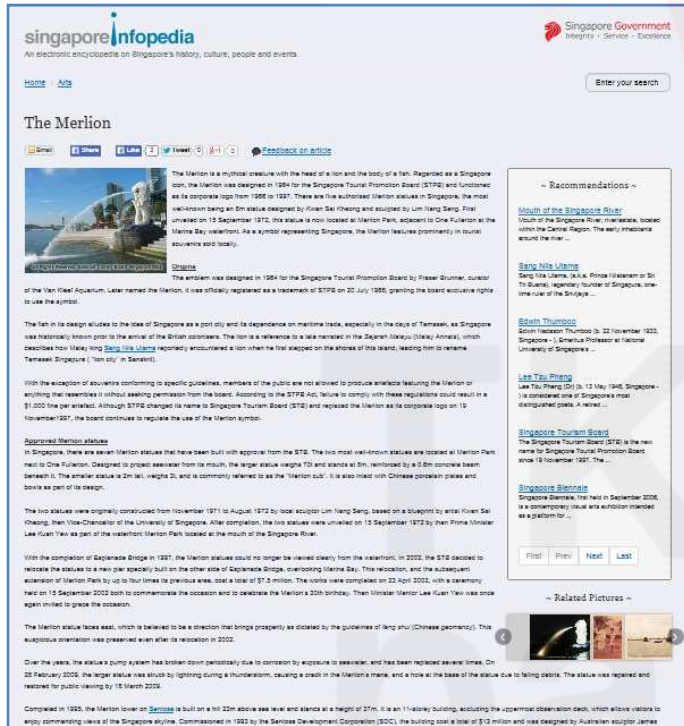 singapore infopedia
An electronic encyclopedia on Singapore's history, culture, people and events
Singapore Government
Integrity · Service · Excellence
Home Arts
Enter your search
The Merlion
Email Share Like 3 Tweet 0 +1 0 Feedback on article
The Merlion is a mythical creature with the head of a lion and the body of a fish. Regarded as a Singapore
icon, the Merlion was designed in 1964 for the Singapore Tourist Promotion Board (STPB) and functioned
as its corporate logo from 1966 to 1997. There are five authorised Merlion statues in Singapore, the most
well-known being an 8m statue designed by Kwan Sai Kheong and sculpted by Lim Nang Seng. First
unveiled on 15 September 1972, this statue is now located at Merlion Park, adjacent to One Fullerton at the
Marina Bay waterfront. As a symbol representing Singapore, the Merlion features prominently in tourist
souvenirs sold locally.
All Rights Reserved, National Library Board Singapore
Origins
The emblem was designed in 1964 for the Singapore Tourist Promotion Board by Fraser Brunner, curator
of the Van Kleef Aquarium. Later named the Merlion, it was officially registered as a trademark of STPB on 20 July 1966, granting the board exclusive rights
to use the symbol.
The fish in its design alludes to the idea of Singapore as a port city and its dependence on maritime trade, especially in the days of Temasek, as Singapore
was historically known prior to the arrival of the British colonisers. The lion is a reference to a tale narrated in the Sejarah Melayu (Malay Annals), which
describes how Malay king Sang Nila Utama reportedly encountered a lion when he first stepped on the shores of this island, leading him to rename
Temasek Singapura ( "lion city" in Sanskrit).
With the exception of souvenirs conforming to specific guidelines, members of the public are not allowed to produce artefacts featuring the Merlion or
anything that resembles it without seeking permission from the board. According to the STPB Act, failure to comply with these regulations could result in a
$1,000 fine per artefact. Although STPB changed its name to Singapore Tourism Board (STB) and replaced the Merlion as its corporate logo on 19
November1997, the board continues to regulate the use of the Merlion symbol.
Approved Merlion statues
In Singapore, there are seven Merlion statues that have been built with approval from the STB. The two most well-known statues are located at Merlion Park
next to One Fullerton. Designed to project seawater from its mouth, the larger statue weighs 70t and stands at 8m, reinforced by a 0.8m concrete beam
beneath it. The smaller statue is 2m tall, weighs 3t, and is commonly referred to as the "Merlion cub". It is also inlaid with Chinese porcelain plates and
bowls as part of its design.
The two statues were originally constructed from November 1971 to August 1972 by local sculptor Lim Nang Seng, based on a blueprint by artist Kwan Sai
Kheong, then Vice-Chancellor of the University of Singapore. After completion, the two statues were unveiled on 15 September 1972 by then Prime Minister
Lee Kuan Yew as part of the waterfront Merlion Park located at the mouth of the Singapore River.
With the completion of Esplanade Bridge in 1997, the Merlion statues could no longer be viewed clearly from the waterfront. In 2002, the STB decided to
relocate the statues to a new pier specially built on the other side of Esplanade Bridge, overlooking Marina Bay. This relocation, and the subsequent
extension of Merlion Park by up to four times its previous area, cost a total of $7.5 million. The works were completed on 23 April 2002, with a ceremony
held on 15 September 2002 both to commemorate the occasion and to celebrate the Merlion's 30th birthday. Then Minister Mentor Lee Kuan Yew was once
again invited to grace the occasion.
The Merlion statue faces east, which is believed to be a direction that brings prosperity as dictated by the guidelines of feng shui (Chinese geomancy). This
auspicious orientation was preserved even after its relocation in 2002.
Over the years, the statue's pump system has broken down periodically due to corrosion by exposure to seawater, and has been replaced several times. On
28 February 2009, the larger statue was struck by lightning during a thunderstorm, causing a crack in the Merlion's mane, and a hole at the base of the statue due to falling debris. The statue was repaired and
restored for public viewing by 18 March 2009.
Completed in 1995, the Merlion tower on Sentosa is built on a hill 23m above sea level and stands at a height of 37m. It is an 11-storey building, excluding the uppermost observation deck, which allows visitors to
enjoy commanding views of the Singapore skyline. Commissioned in 1993 by the Sentosa Development Corporation (SDC), the building cost a total of $13 million and was designed by Australian sculptor James
~ Recommendations ~
Mouth of the Singapore River
Mouth of the Singapore River, river/estate, located
within the Central Region. The early inhabitants
around the river ...
Sang Nila Utama
Sang Nila Utama, (a.k.a. Prince Nilatanam or Sri
Tri Buana), legendary founder of Singapura, one-
time ruler of the Srivijaya ...
Edwin Thumboo
Edwin Nadason Thumboo (b. 22 November 1933,
Singapore - ), Emeritus Professor at National
University of Singapore's ...
Lee Tzu Pheng
Lee Tzu Pheng (Dr) (b. 13 May 1946, Singapore -
) is considered one of Singapore's most
distinguished poets. A retired ...
Singapore Tourism Board
The Singapore Tourism Board (STB) is the new
name for Singapore Tourist Promotion Board
since 19 November 1997. The ...
Singapore Biennale
Singapore Biennale, first held in September 2006,
is a contemporary visual arts exhibition intended
as a platform for ...
First Prev Next Last
~ Related Pictures ~